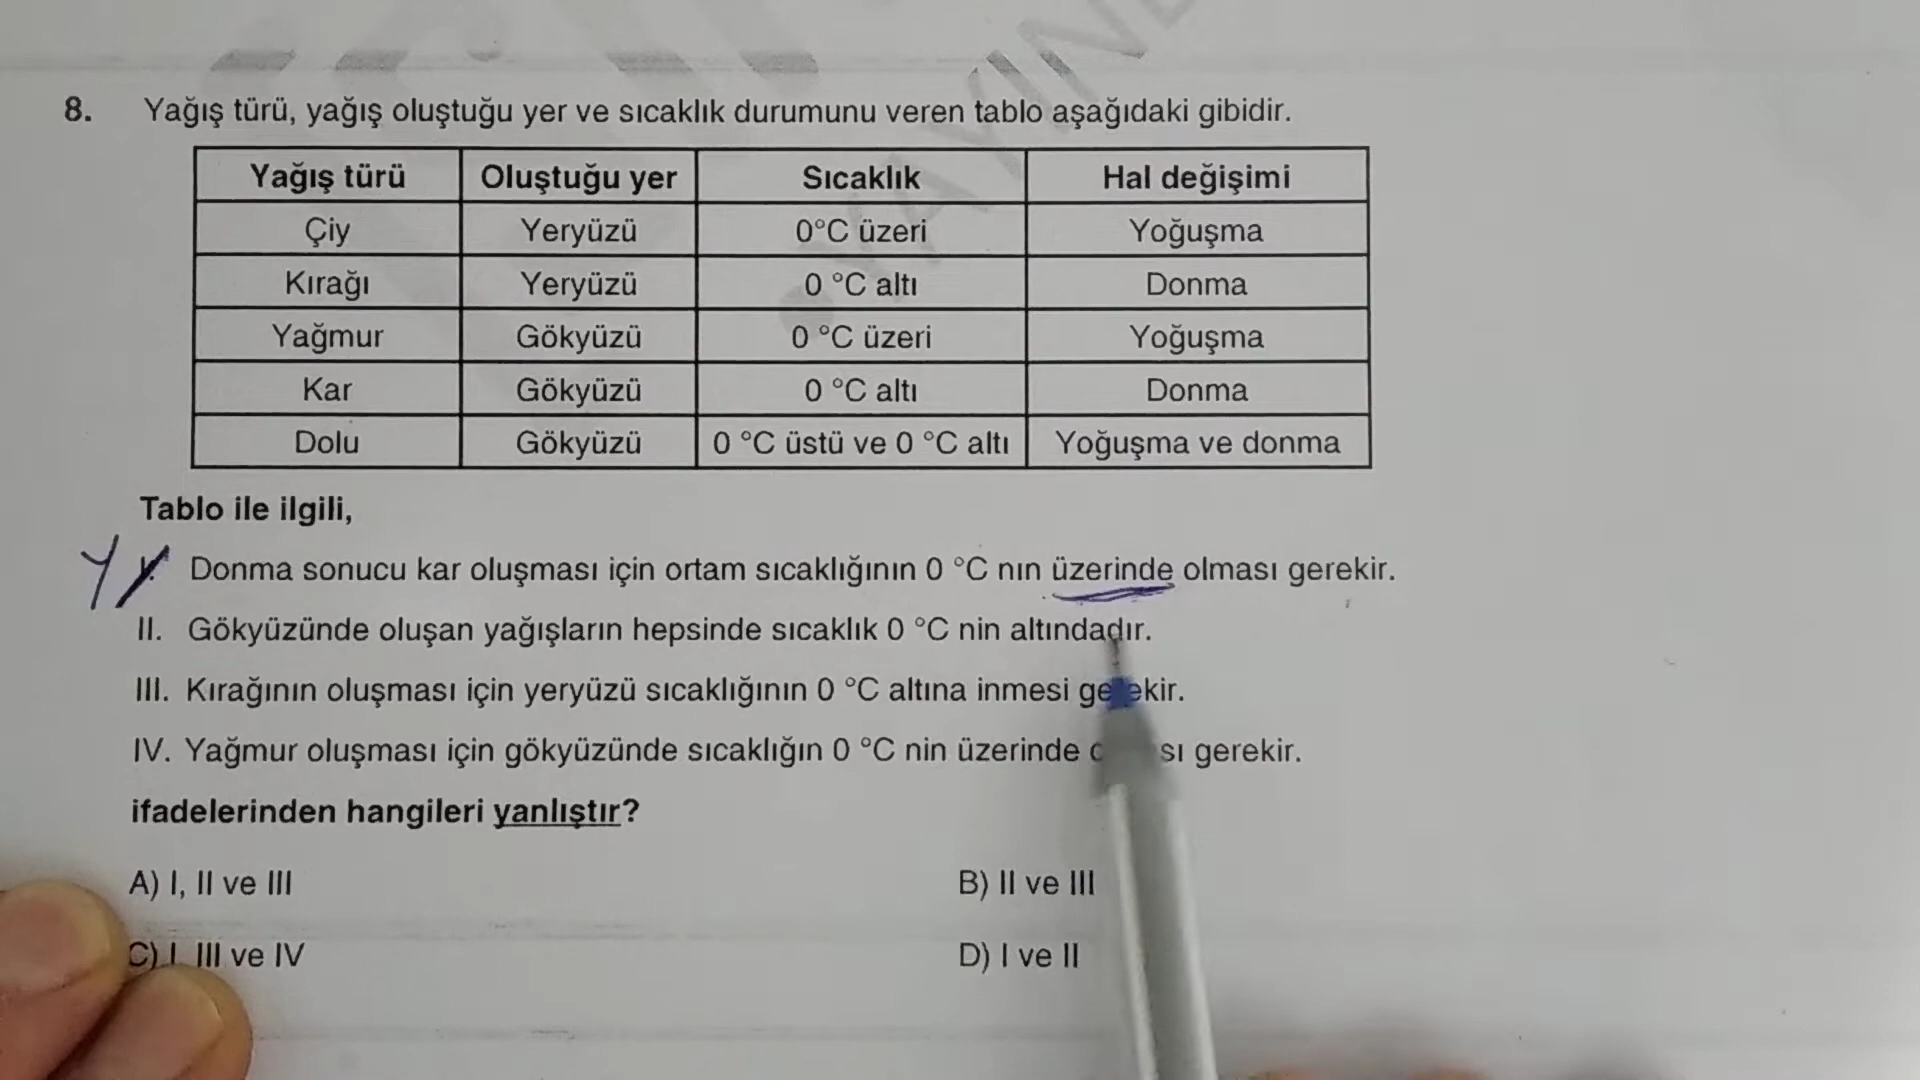 YAYINE
8. Yağış türü, yağış oluştuğu yer ve sıcaklık durumunu veren tablo aşağıdaki gibidir.
Yağış türü Oluştuğu yer Sıcaklık Hal değişimi
Çiy Yeryüzü 0°C üzeri Yoğuşma
Kırağı Yeryüzü 0 °C altı Donma
Yağmur Gökyüzü 0 °C üzeri Yoğuşma
Kar Gökyüzü 0 °C altı Donma
Dolu Gökyüzü 0 °C üstü ve 0 °C altı Yoğuşma ve donma
Tablo ile ilgili,
Y Donma sonucu kar oluşması için ortam sıcaklığının 0 °C nın üzerinde olması gerekir.
II. Gökyüzünde oluşan yağışların hepsinde sıcaklık 0 °C nin altındadır.
III. Kırağının oluşması için yeryüzü sıcaklığının 0 °C altına inmesi gerekir.
IV. Yağmur oluşması için gökyüzünde sıcaklığın 0 °C nin üzerinde gerekir.
ifadelerinden hangileri yanlıştır?
A) I, II ve III B) II ve III
C) I III ve IV D) I ve II